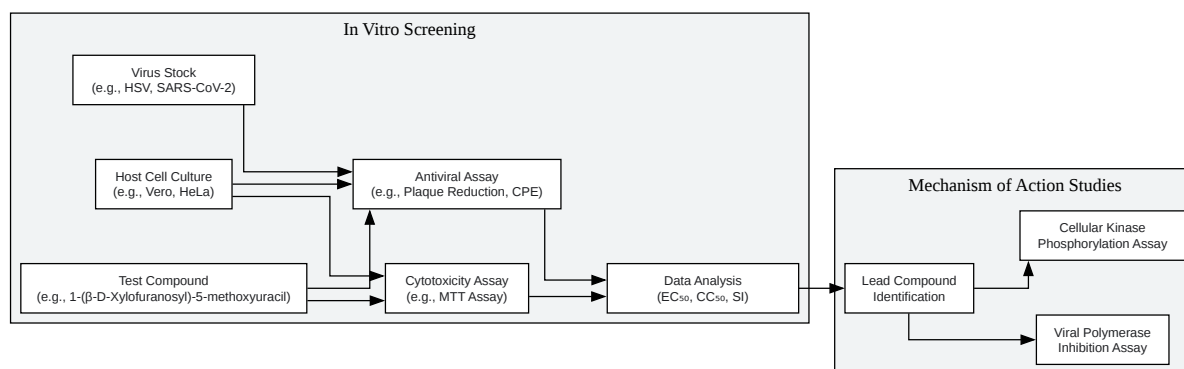 In Vitro Screening
Virus Stock
(e.g., HSV, SARS-CoV-2)
Host Cell Culture
(e.g., Vero, HeLa)
Antiviral Assay
(e.g., Plaque Reduction, CPE)
Test Compound
(e.g., 1-(β-D-Xylofuranosyl)-5-methoxyuracil)
Cytotoxicity Assay
(e.g., MTT Assay)
Data Analysis
(EC₅₀, CC₅₀, SI)
Mechanism of Action Studies
Lead Compound
Identification
Cellular Kinase
Phosphorylation Assay
Viral Polymerase
Inhibition Assay